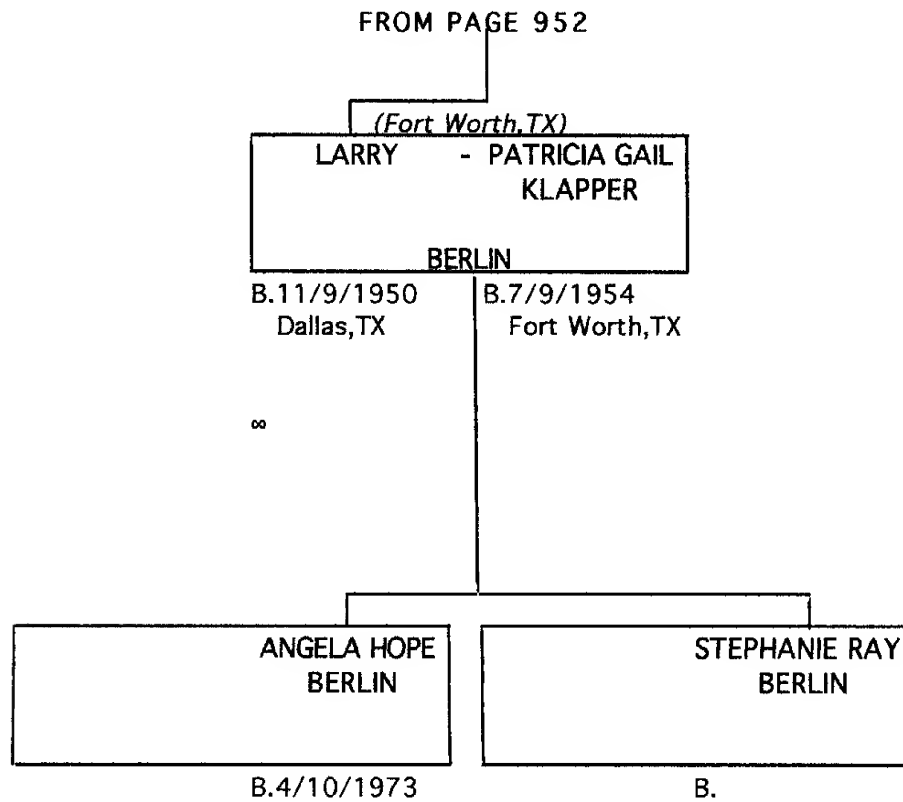 FROM PAGE 952
(Fort Worth,TX)
LARRY - PATRICIA GAIL
KLAPPER
BERLIN
B.11/9/1950 B.7/9/1954
Dallas,TX Fort Worth,TX
∞
ANGELA HOPE STEPHANIE RAY
BERLIN BERLIN
B.4/10/1973 B.